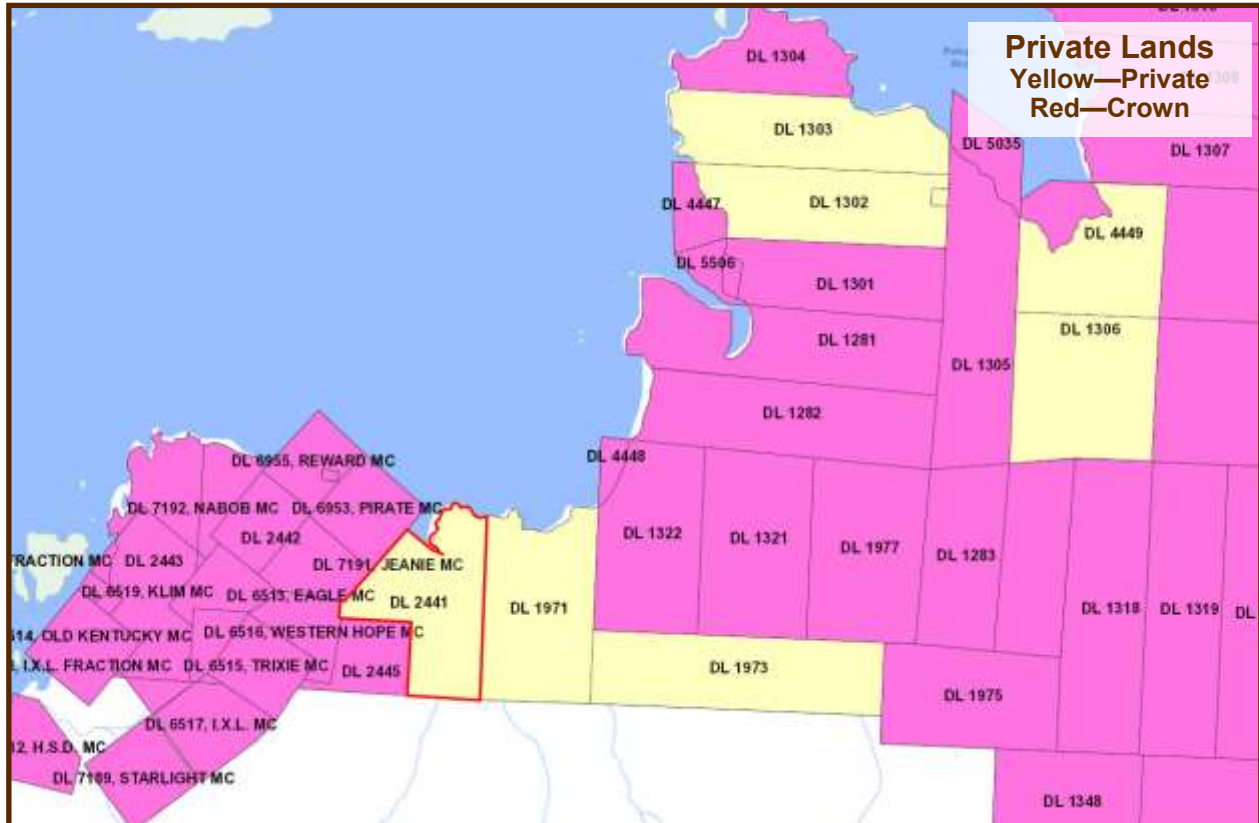 Private Lands
Yellow—Private
Red—Crown
DL 1304
DL 1303
DL 5035
DL 1307
DL 4447
DL 1302
DL 4449
DL 5506
DL 1301
DL 1306
DL 1281
DL 1305
DL 1282
DL 4448
DL 6955, REWARD MC
DL 7192, NABOB MC
DL 6953, PIRATE MC
DL 2442
DL 1322
DL 1321
DL 1977
DL 1283
FRACTION MC
DL 2443
DL 7191, JEANIE MC
DL 6519, KLIM MC
DL 6513, EAGLE MC
DL 2441
DL 1971
DL 1318
DL 1319
DL
514, OLD KENTUCKY MC
DL 6516, WESTERN HOPE MC
I.X.L. FRACTION MC
DL 6515, TRIXIE MC
DL 2445
DL 1973
DL 1975
DL 6517, I.X.L. MC
12, H.S.D. MC
DL 7189, STARLIGHT MC
DL 1348